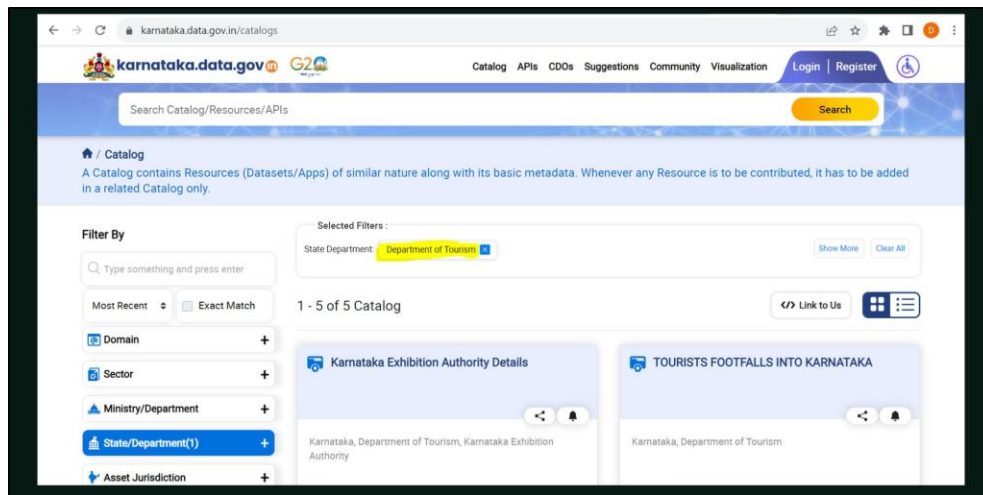 karnataka.data.gov.in/catalogs
D
karnataka.data.gov in
G20
Catalog APIs CDOs Suggestions Community Visualization Login | Register
Search Catalog/Resources/APIs
Search
/ Catalog
A Catalog contains Resources (Datasets/Apps) of similar nature along with its basic metadata. Whenever any Resource is to be contributed, it has to be added
in a related Catalog only.
Filter By
Type something and press enter
Most Recent
Exact Match
Domain +
Sector +
Ministry/Department +
State/Department(1) +
Asset Jurisdiction +
Selected Filters :
State Department: Department of Tourism x
Show More Clear All
1 - 5 of 5 Catalog
</> Link to Us
Karnataka Exhibition Authority Details
Karnataka, Department of Tourism, Karnataka Exhibition
Authority
TOURISTS FOOTFALLS INTO KARNATAKA
Karnataka, Department of Tourism